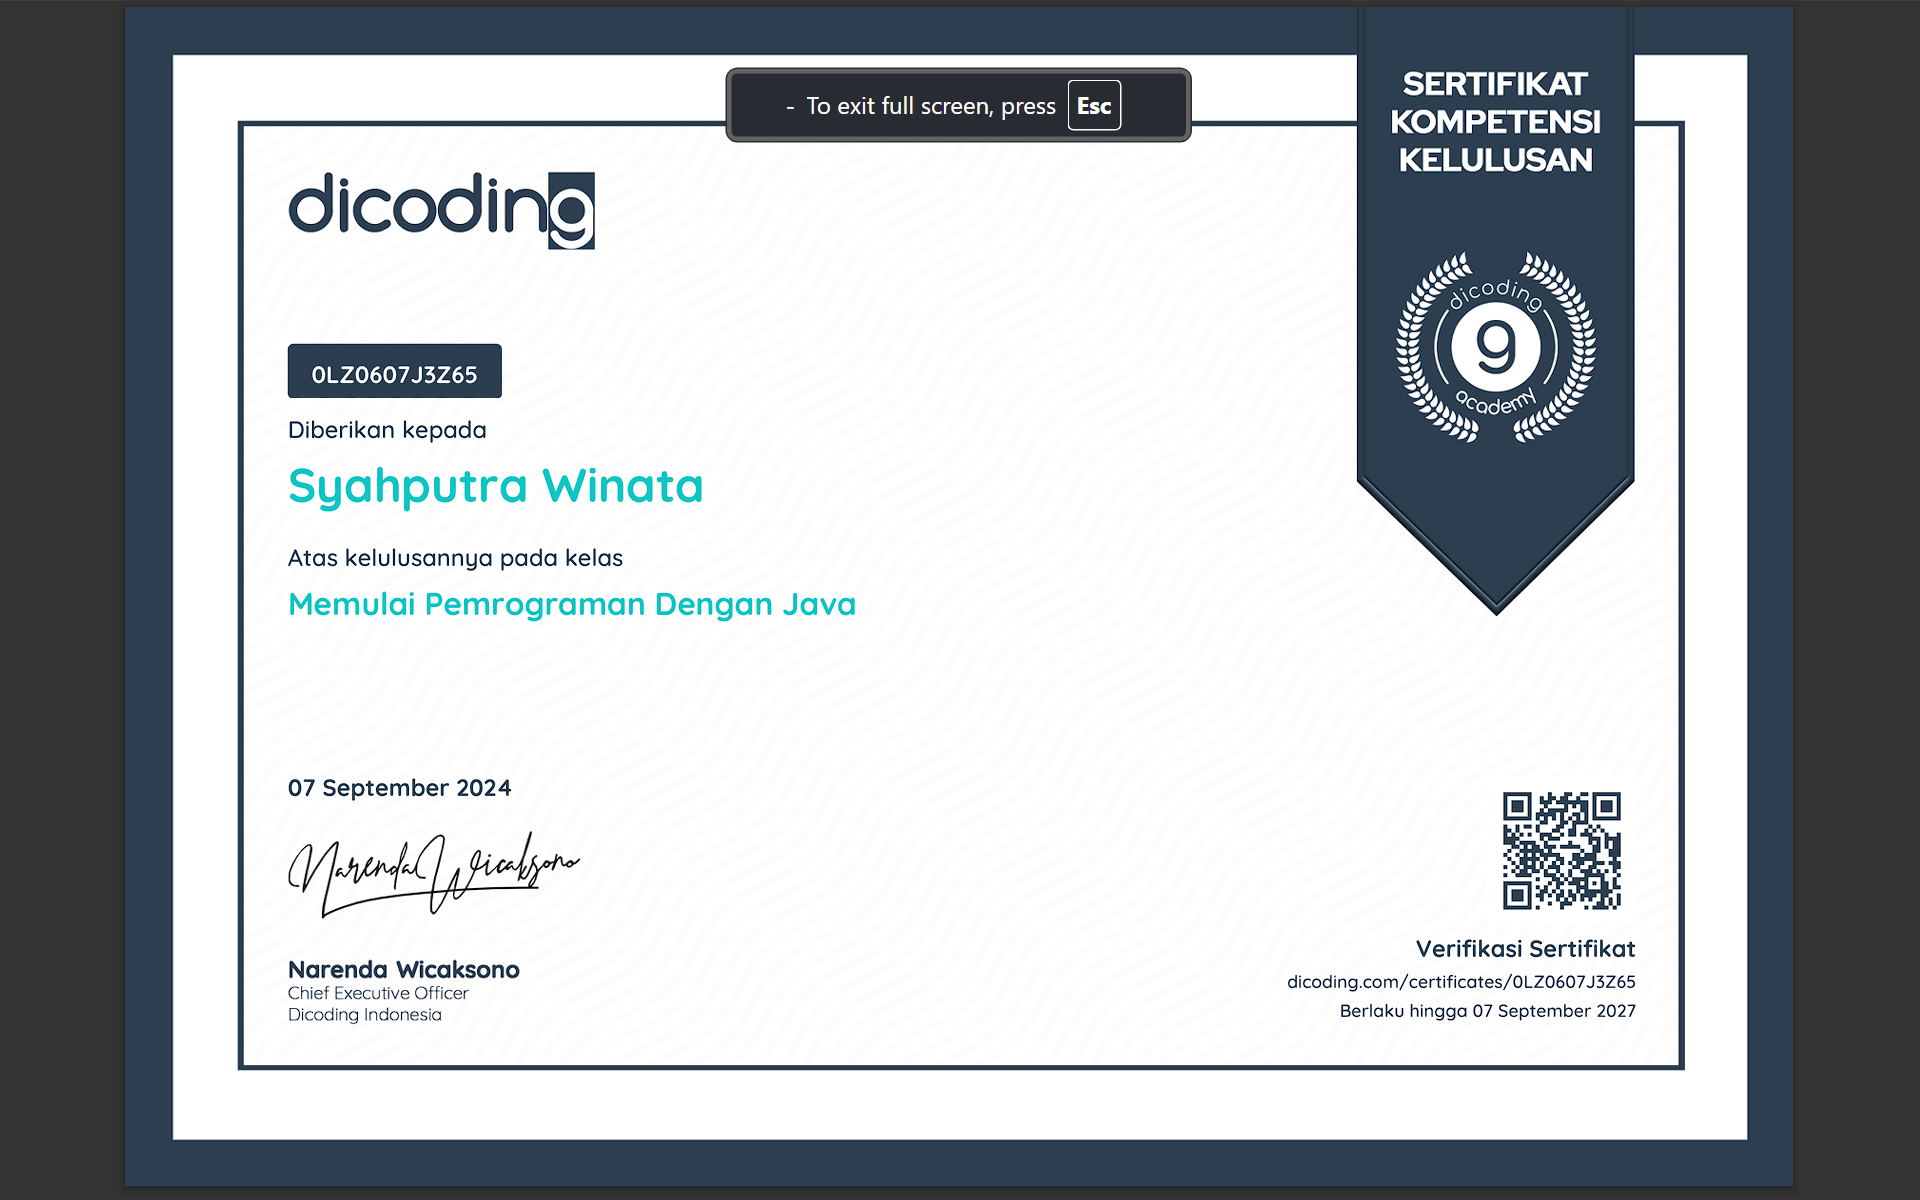 - To exit full screen, press Esc
SERTIFIKAT
KOMPETENSI
KELULUSAN
dicoding
dicoding
g
academy
0LZ0607J3Z65
Diberikan kepada
Syahputra Winata
Atas kelulusannya pada kelas
Memulai Pemrograman Dengan Java
07 September 2024
Narenda Wicaksono
Narenda Wicaksono
Chief Executive Officer
Dicoding Indonesia
Verifikasi Sertifikat
dicoding.com/certificates/0LZ0607J3Z65
Berlaku hingga 07 September 2027